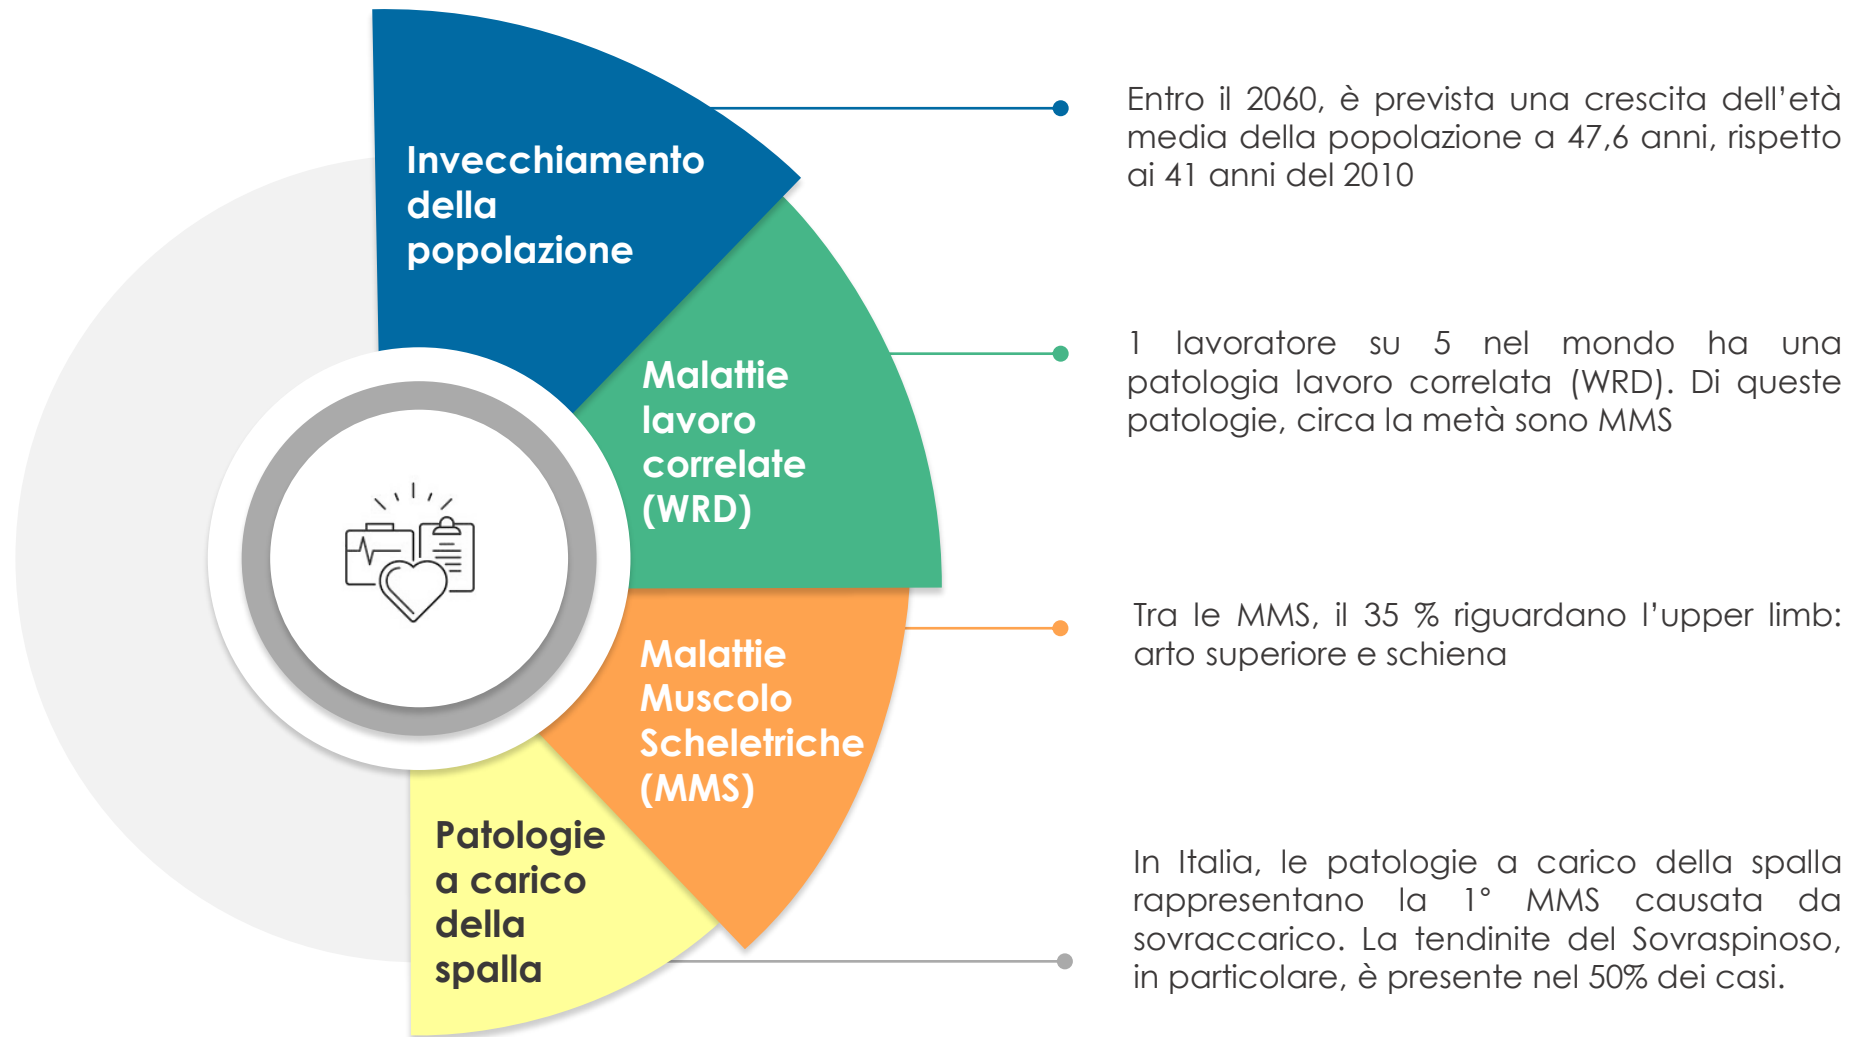 Invecchiamento
della
popolazione
Entro il 2060, è prevista una crescita dell’età
media della popolazione a 47,6 anni, rispetto
ai 41 anni del 2010
Malattie
lavoro
correlate
(WRD)
1 lavoratore su 5 nel mondo ha una
patologia lavoro correlata (WRD). Di queste
patologie, circa la metà sono MMS
Malattie
Muscolo
Scheletriche
(MMS)
Tra le MMS, il 35 % riguardano l’upper limb:
arto superiore e schiena
Patologie
a carico
della
spalla
In Italia, le patologie a carico della spalla
rappresentano la 1° MMS causata da
sovraccarico. La tendinite del Sovraspinoso,
in particolare, è presente nel 50% dei casi.